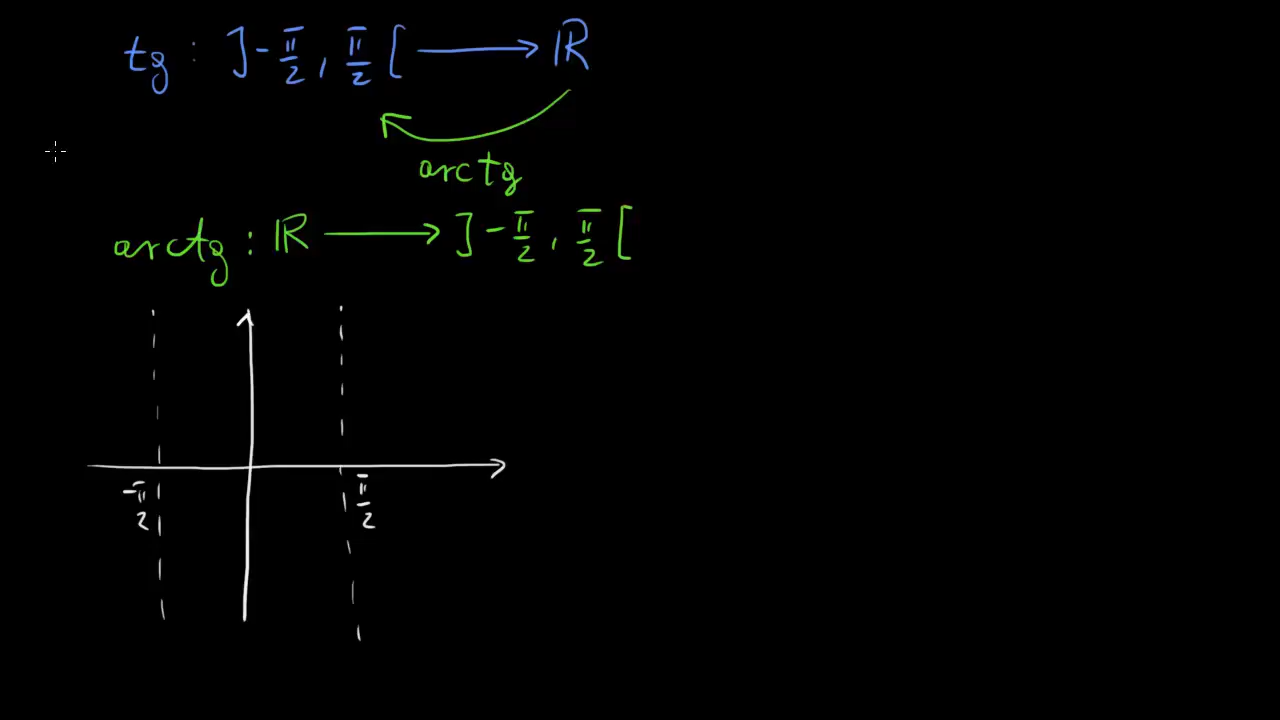 tg : ]-π/2, π/2[ ⟶ ℝ
arctg
arctg : ℝ ⟶ ]-π/2, π/2[
-π/2 π/2